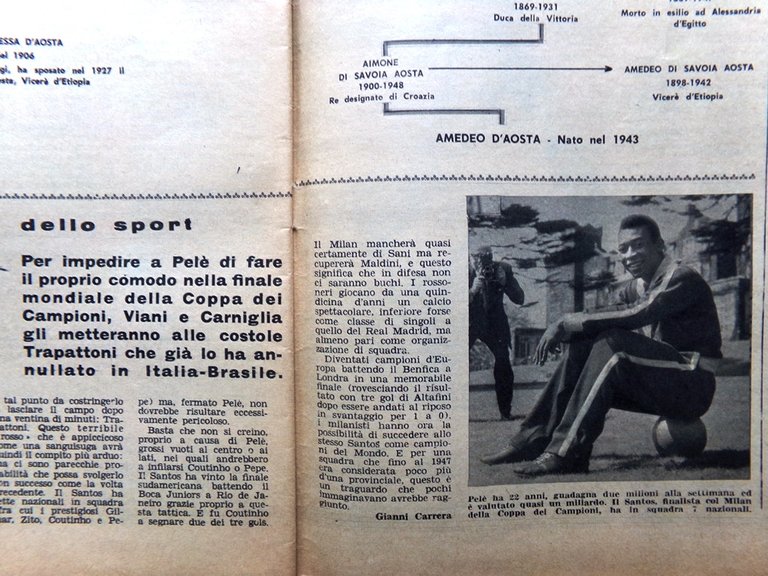 ESSA D'AOSTA
el 1906
gi, ha sposato nel 1927 il
osta, Vicerè d'Etiopia
1869-1931
Duca della Vittoria
Morto in esilio ad Alessandria
d'Egitto
AIMONE
DI SAVOIA AOSTA
1900-1948
Re designato di Croazia
AMEDEO DI SAVOIA AOSTA
1898-1942
Vicerè d'Etiopia
AMEDEO D'AOSTA - Nato nel 1943
dello sport
Per impedire a Pelè di fare
il proprio còmodo nella finale
mondiale della Coppa dei
Campioni, Viani e Carniglia
gli metteranno alle costole
Trapattoni che già lo ha an-
nullato in Italia-Brasile.
tal punto da costringerlo
lasciare il campo dopo
na ventina di minuti: Tra-
attoni. Questo terribile
rosso» che è appiccicoso
ome una sanguisuga avrà
uindi il compito più arduo:
na ci sono parecchie pro-
abilità che possa svolgerlo
on successo come la volta
recedente. Il Santos ha
ette nazionali in squadra
fra cui i prestigiosi Gil-
mar, Zito, Coutinho e Pe-
pe) ma, fermato Pelè, non
dovrebbe risultare eccessi-
vamente pericoloso.
Basta che non si creino,
proprio a causa di Pelè,
grossi vuoti al centro o ai
lati, nei quali andrebbero
a infilarsi Coutinho o Pepe.
Il Santos ha vinto la finale
sudamericana battendo il
Boca Juniors a Rio de Ja-
neiro grazie proprio a que-
sta tattica. E fu Coutinho
a segnare due dei tre gols.
Il Milan mancherà quasi
certamente di Sani ma re-
cupererà Maldini, e questo
significa che in difesa non
ci saranno buchi. I rosso-
neri giocano da una quin-
dicina d'anni un calcio
spettacolare, inferiore forse
come classe di singoli a
quello del Real Madrid, ma
almeno pari come organiz-
zazione di squadra.
Diventati campioni d'Eu-
ropa battendo il Benfica a
Londra in una memorabile
finale (rovesciando il risul-
tato con tre gol di Altafini
dopo essere andati al riposo
in svantaggio per 1 a 0),
i milanisti hanno ora la
possibilità di succedere allo
stesso Santos come campio-
ni del Mondo. E per una
squadra che fino al 1947
era considerata poco più
d'una provinciale, questo è
un traguardo che pochi
immaginavano avrebbe rag-
giunto.
Gianni Carrera
Pelè ha 22 anni, guadagna due milioni alla settimana ed
è valutato quasi un miliardo. Il Santos, finalista col Milan
della Coppa dei Campioni, ha in squadra 7 nazionali.